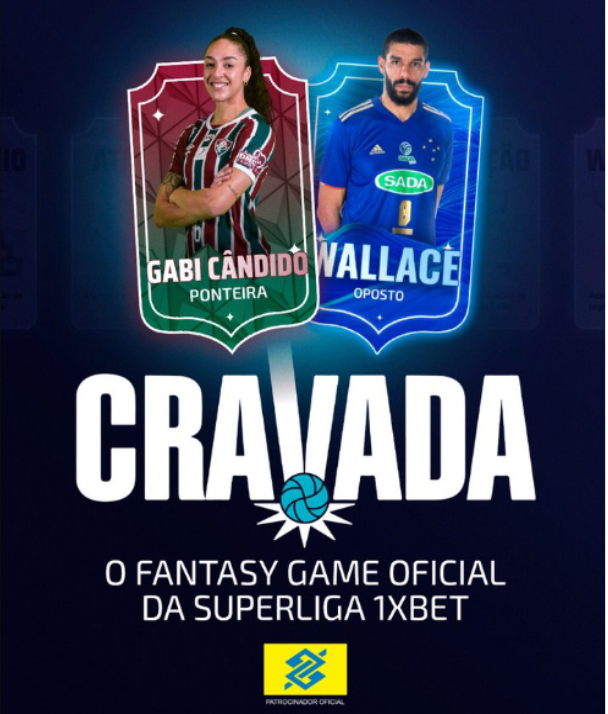 GABI CÂNDIDO
PONTEIRA
WALLACE
OPOSTO
SADA
CRAVADA
O FANTASY GAME OFICIAL
DA SUPERLIGA 1XBET
PATROCINADOR OFICIAL